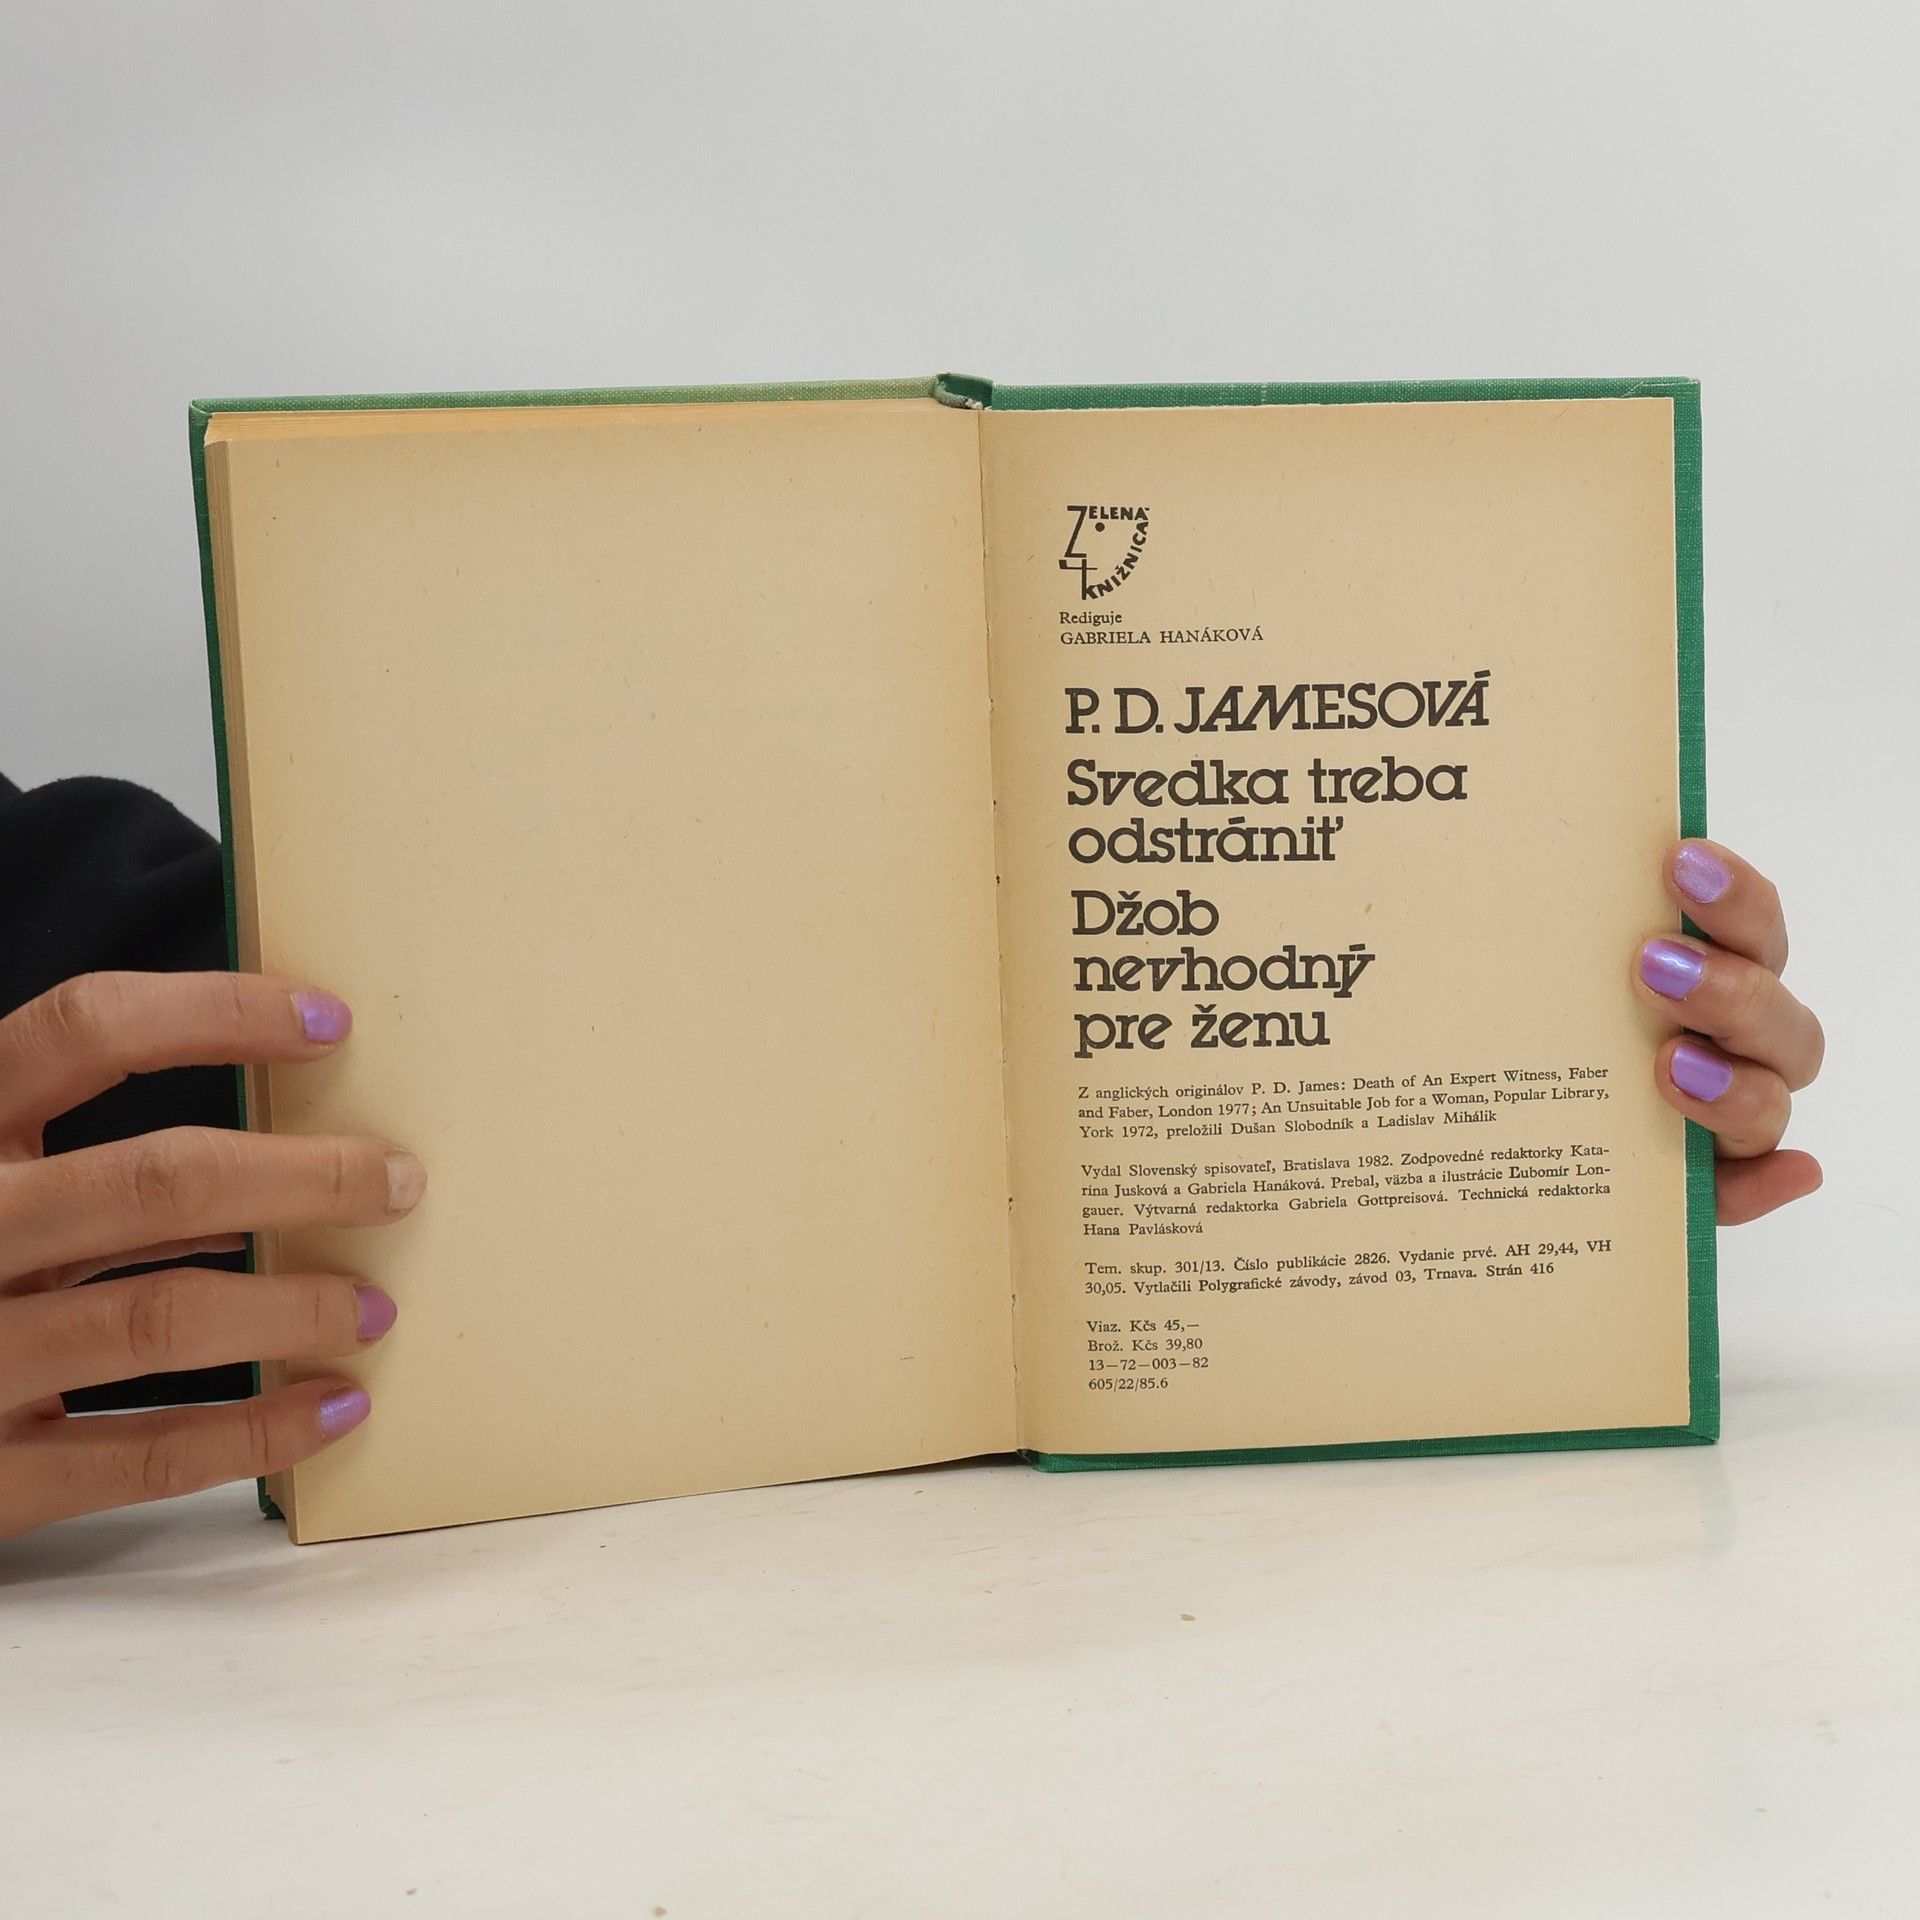 ZELENÁ
KNIŽNICA
Rediguje
GABRIELA HANÁKOVÁ
P. D. JAMESOVÁ
Svedka treba
odstrániť
Džob
nevhodný
pre ženu
Z anglických originálov P. D. James: Death of An Expert Witness, Faber
and Faber, London 1977; An Unsuitable Job for a Woman, Popular Library,
York 1972, preložili Dušan Slobodník a Ladislav Mihálik
Vydal Slovenský spisovateľ, Bratislava 1982. Zodpovedné redaktorky Kata-
rína Jusková a Gabriela Hanáková. Prebal, väzba a ilustrácie Ľubomír Lon-
gauer. Výtvarná redaktorka Gabriela Gottpreisová. Technická redaktorka
Hana Pavlásková
Tem. skup. 301/13. Číslo publikácie 2826. Vydanie prvé. AH 29,44, VH
30,05. Vytlačili Polygrafické závody, závod 03, Trnava. Strán 416
Viaz. Kčs 45,—
Brož. Kčs 39,80
13—72—003—82
605/22/85.6